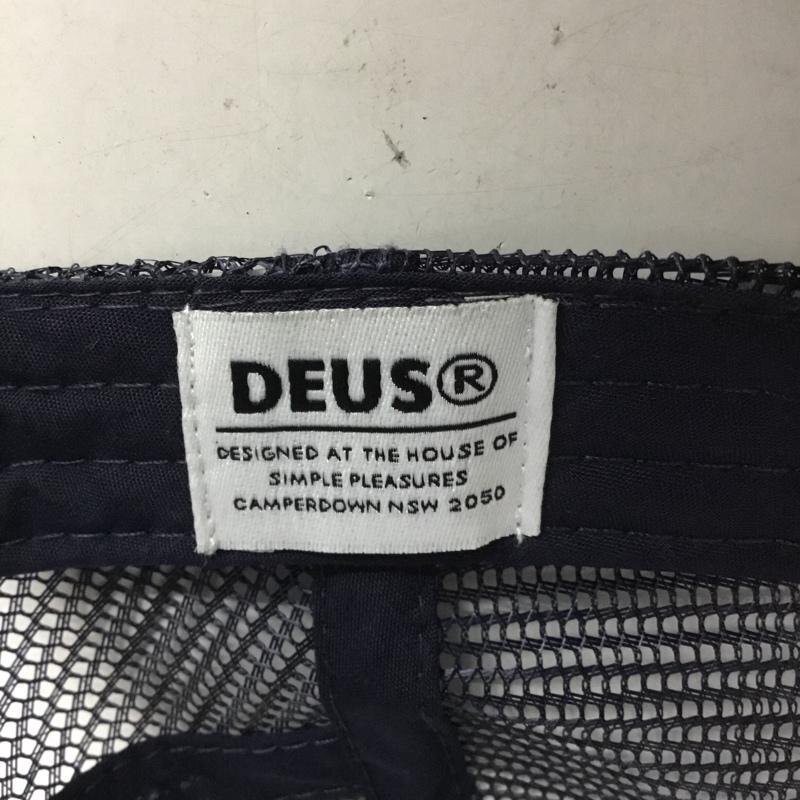 DEUS®
DESIGNED AT THE HOUSE OF
SIMPLE PLEASURES
CAMPERDOWN NSW 2050